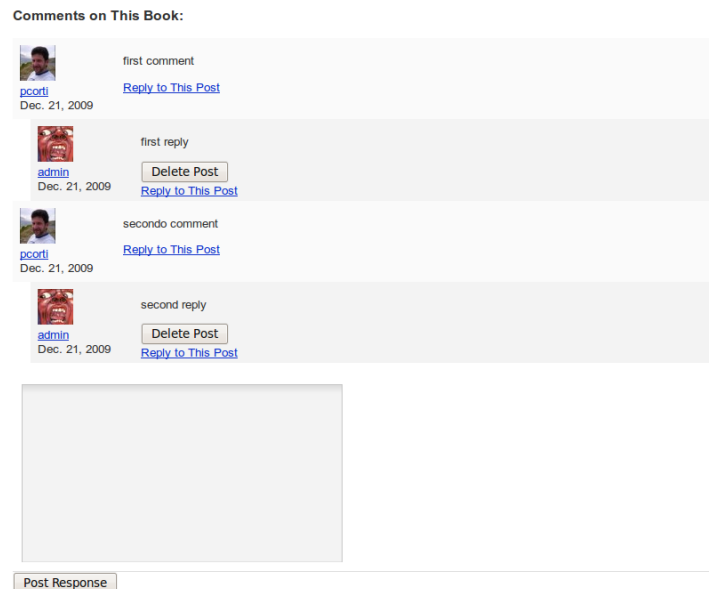 Comments on This Book:
first comment
Reply to This Post
pcorti
Dec. 21, 2009
first reply
Delete Post
admin
Dec. 21, 2009
Reply to This Post
secondo comment
Reply to This Post
pcorti
Dec. 21, 2009
second reply
Delete Post
admin
Dec. 21, 2009
Reply to This Post
Post Response